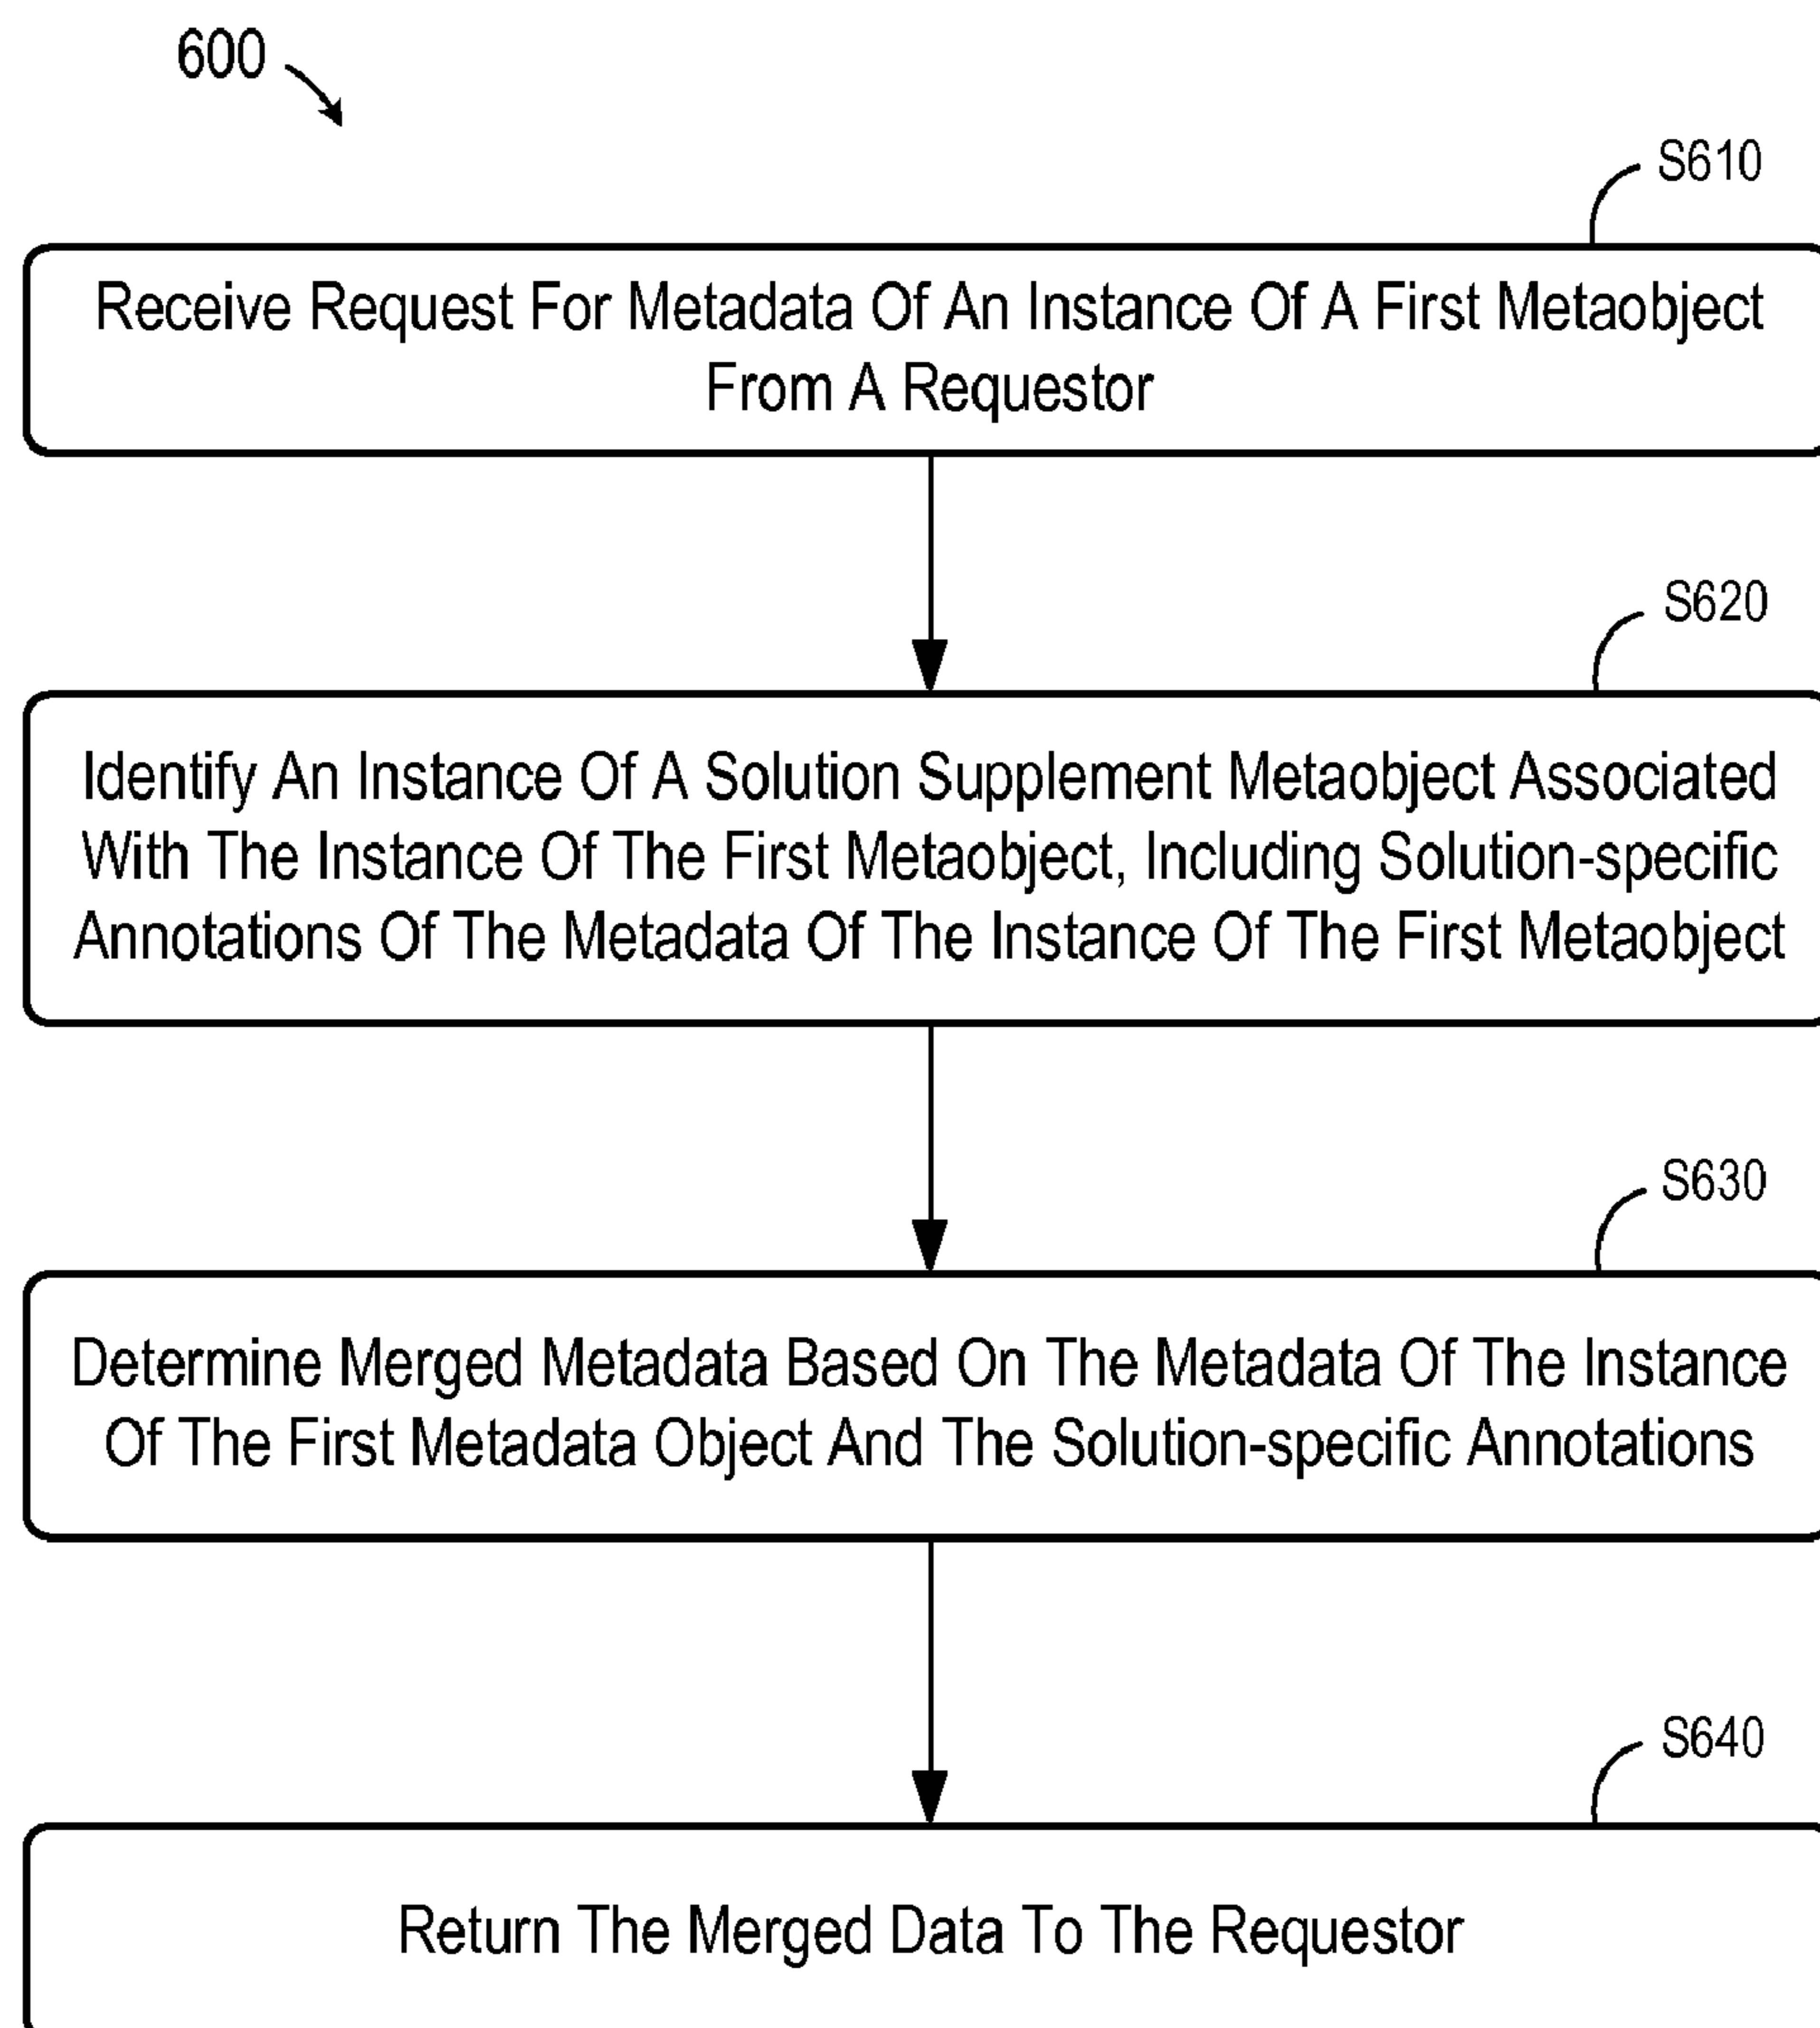 600
S610
Receive Request For Metadata Of An Instance Of A First Metaobject
From A Requestor
S620
Identify An Instance Of A Solution Supplement Metaobject Associated
With The Instance Of The First Metaobject, Including Solution-specific
Annotations Of The Metadata Of The Instance Of The First Metaobject
S630
Determine Merged Metadata Based On The Metadata Of The Instance
Of The First Metadata Object And The Solution-specific Annotations
S640
Return The Merged Data To The Requestor